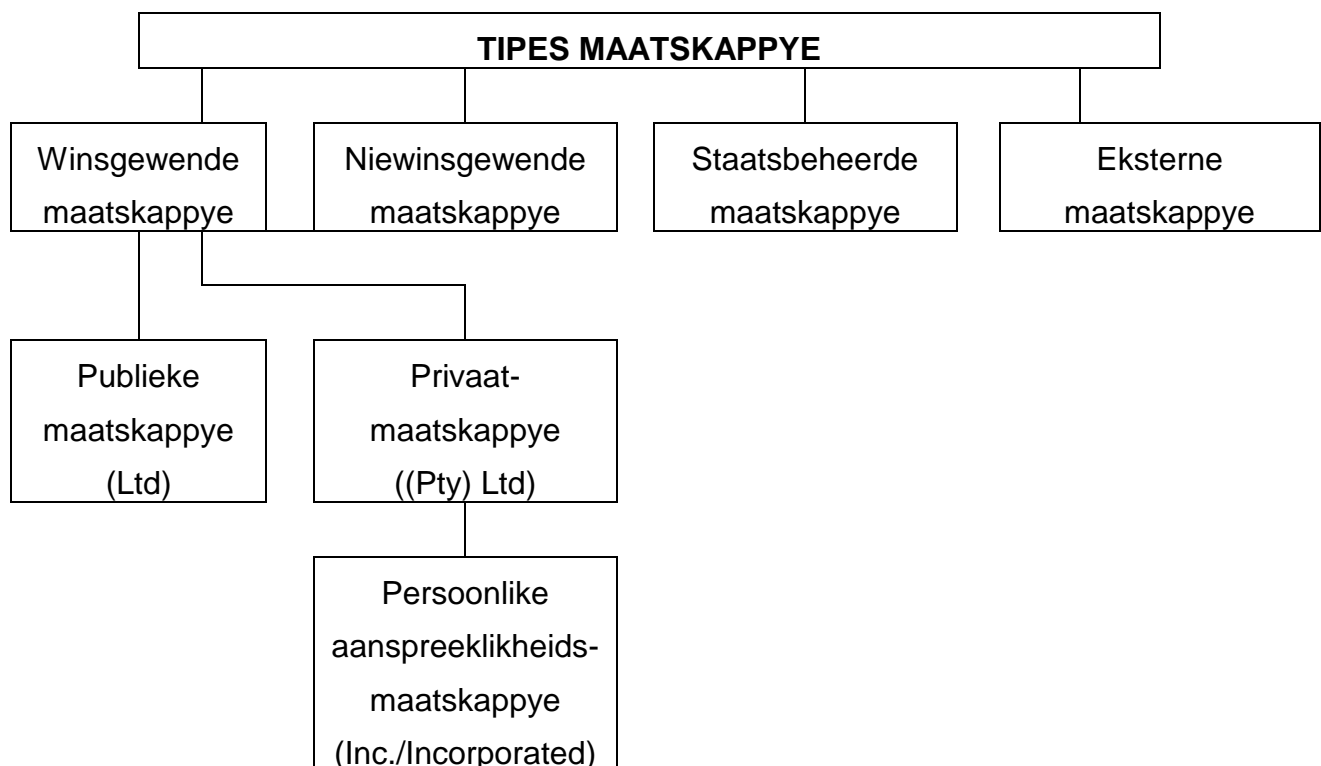 TIPES MAATSKAPPYE
Winsgewende
maatskappye
Niewinsgewende
maatskappye
Staatsbeheerde
maatskappye
Eksterne
maatskappye
Publieke
maatskappye
(Ltd)
Privaat-
maatskappye
((Pty) Ltd)
Persoonlike
aanspreeklikheids-
maatskappye
(Inc./Incorporated)